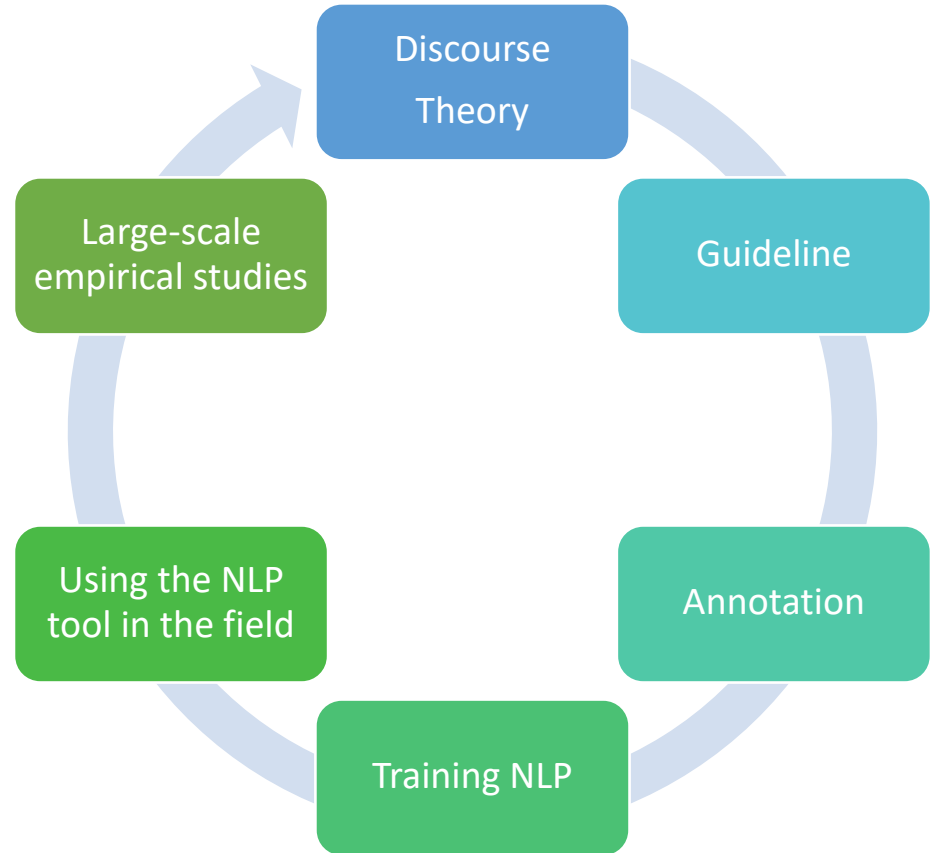 Discourse
Theory
Guideline
Annotation
Training NLP
Using the NLP
tool in the field
Large-scale
empirical studies